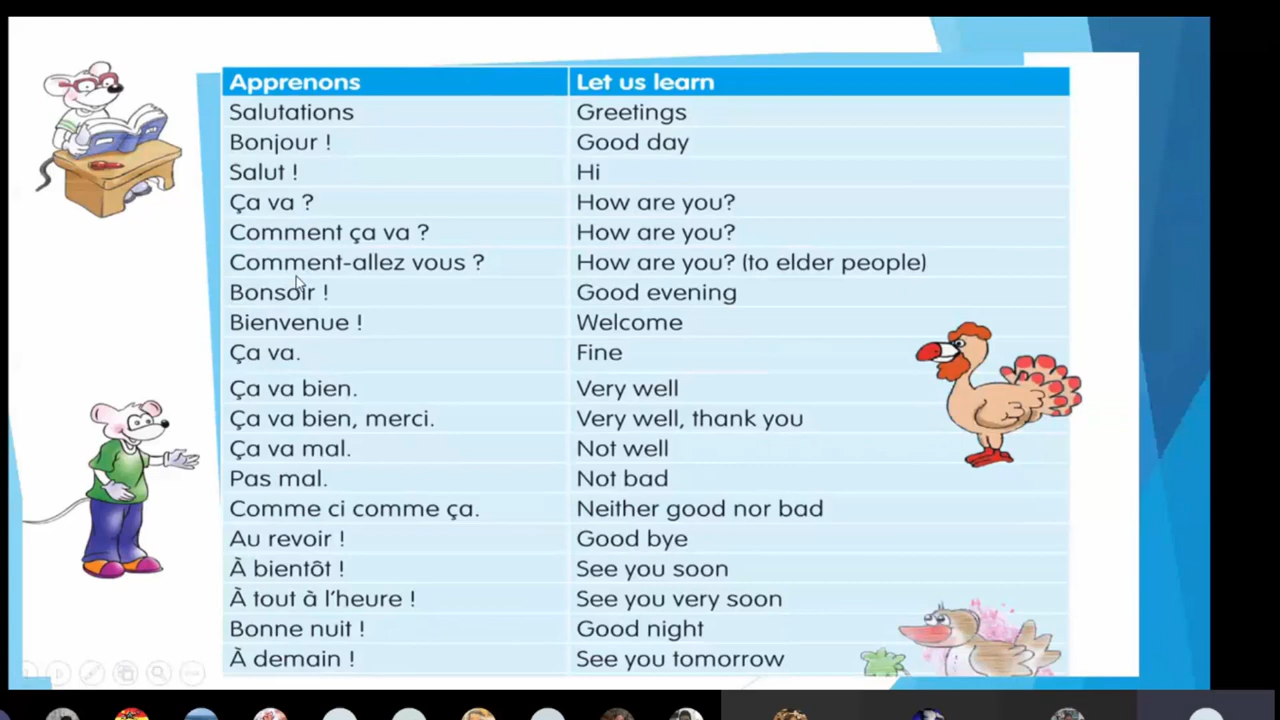 Apprenons Let us learn
Salutations Greetings
Bonjour ! Good day
Salut ! Hi
Ça va ? How are you?
Comment ça va ? How are you?
Comment-allez vous ? How are you? (to elder people)
Bonsoir ! Good evening
Bienvenue ! Welcome
Ça va. Fine
Ça va bien. Very well
Ça va bien, merci. Very well, thank you
Ça va mal. Not well
Pas mal. Not bad
Comme ci comme ça. Neither good nor bad
Au revoir ! Good bye
À bientôt ! See you soon
À tout à l’heure ! See you very soon
Bonne nuit ! Good night
À demain ! See you tomorrow